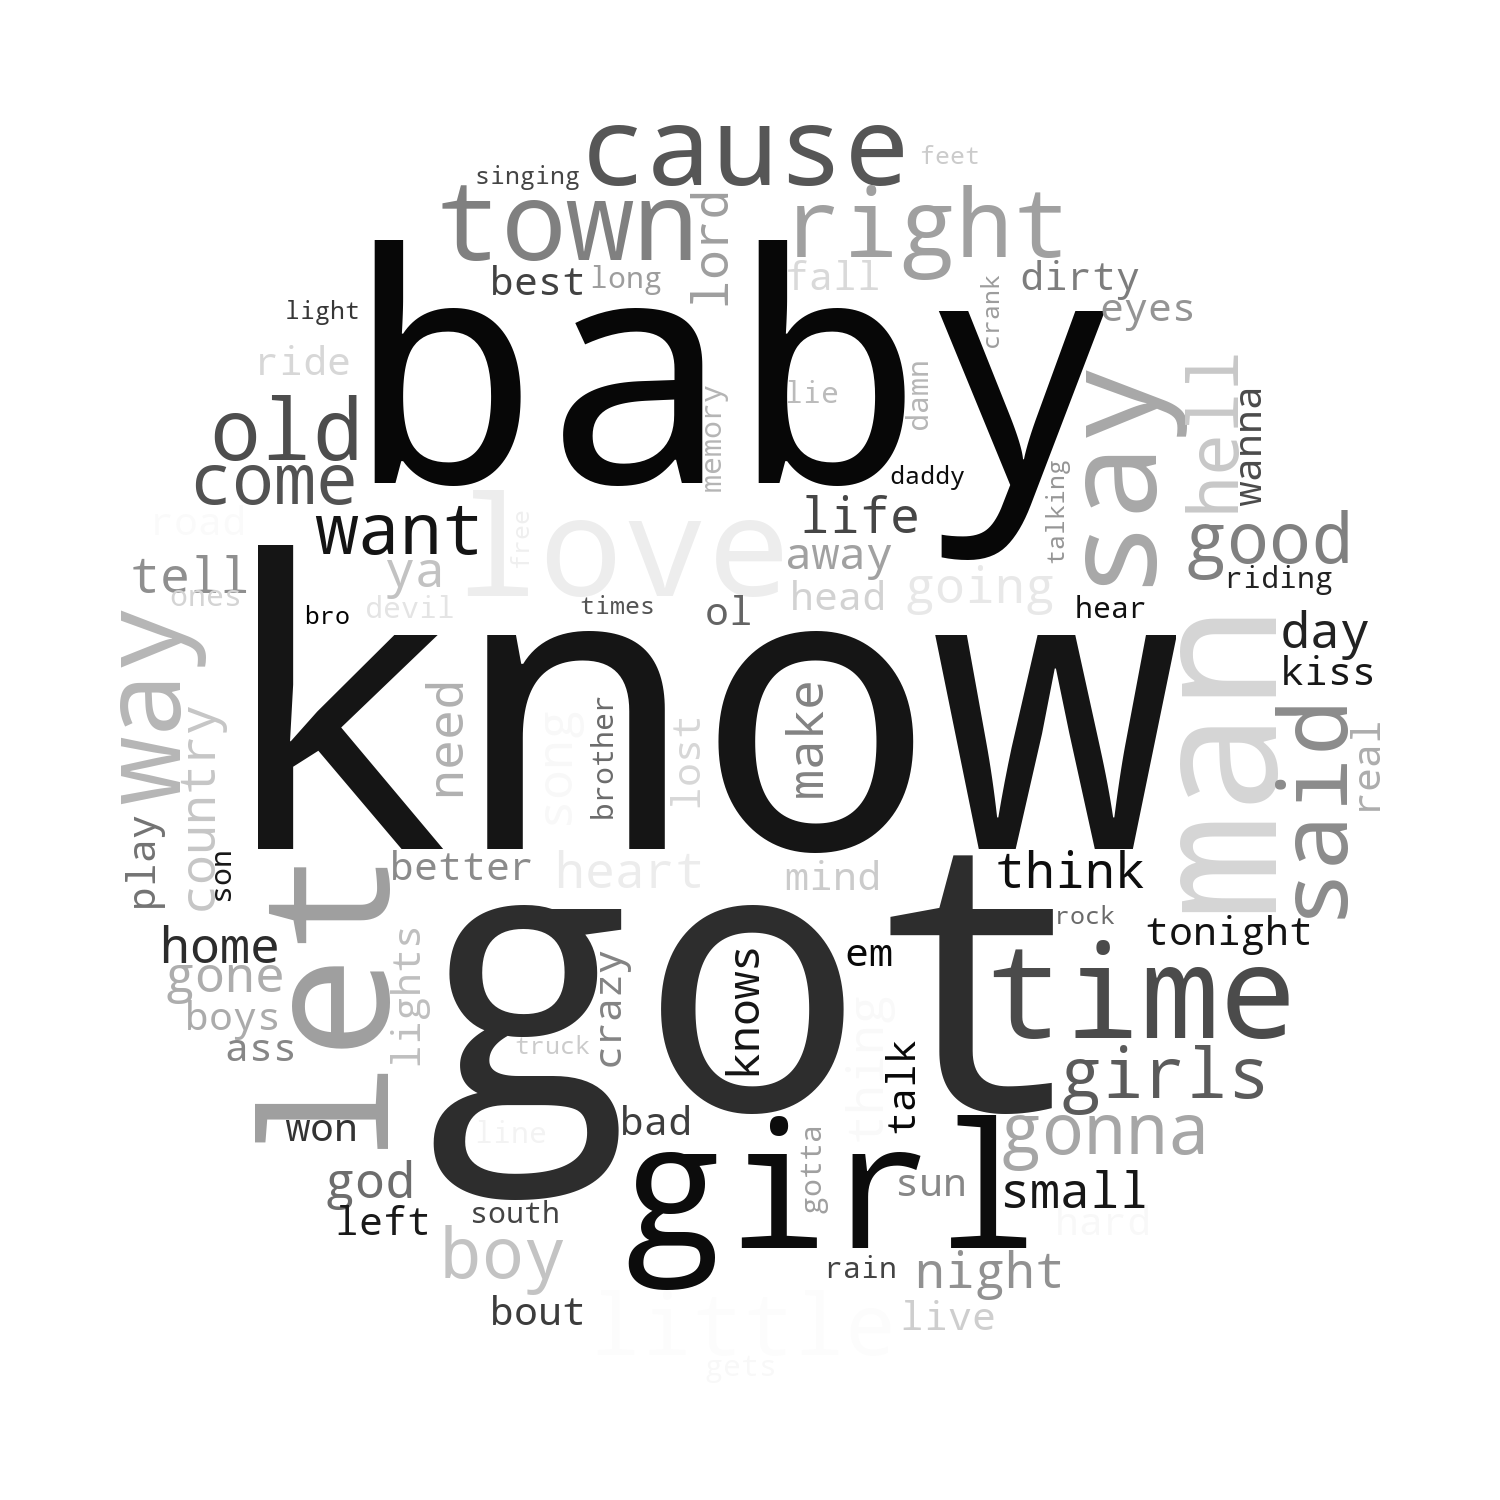 cause
feet
singing
town
lord
right
best
long
fall
crank
dirty
eyes
light
baby
ride
lie
damn
memory
say
hell
wanna
old
come
daddy
talking
road
want
love
free
life
good
away
tell
ya
riding
ones
devil
bro
times
ol
head
going
hear
way
know
man
day
kiss
country
need
song
brother
lost
make
said
real
play
son
better
heart
mind
think
let
got
rock
tonight
home
gone
lights
crazy
knows
em
time
boys
ass
truck
thing
talk
girls
won
line
bad
girl
gotta
gonna
god
sun
small
left
south
hard
boy
rain
night
bout
little
live
gets